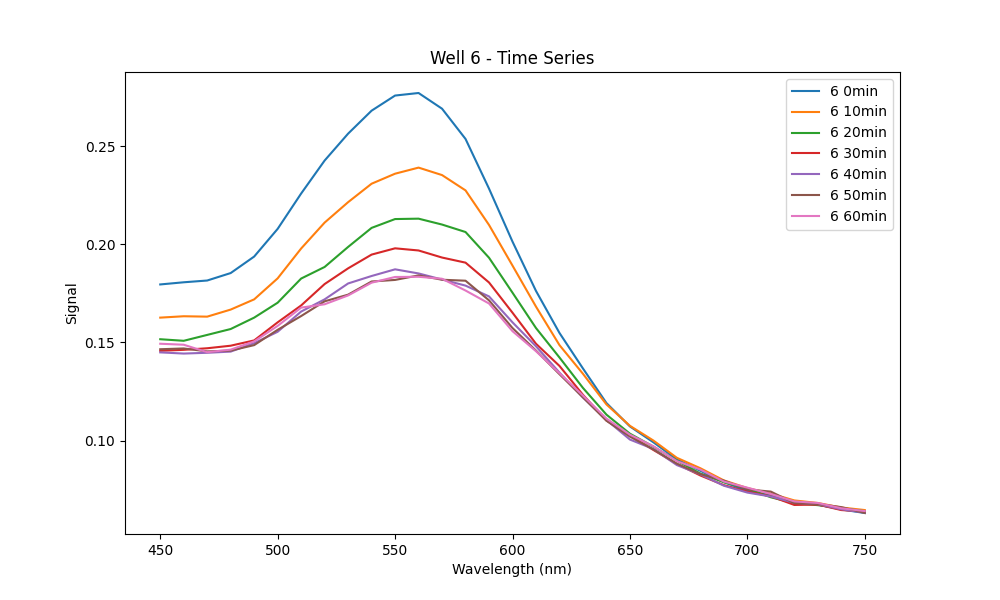 Well 6 - Time Series
6 0min
6 10min
6 20min
6 30min
6 40min
6 50min
6 60min
Signal
0.25
0.20
0.15
0.10
450 500 550 600 650 700 750
Wavelength (nm)